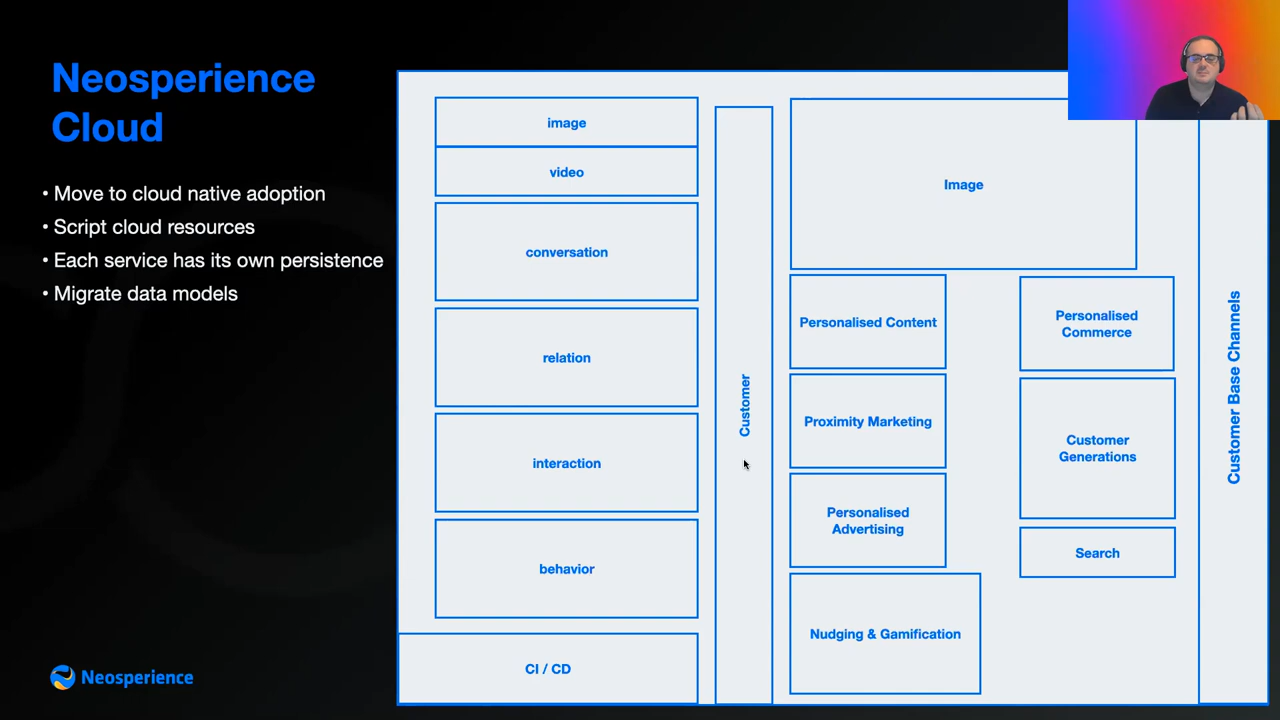 Neosperience
Cloud
• Move to cloud native adoption
• Script cloud resources
• Each service has its own persistence
• Migrate data models
Neosperience
image
video
conversation
relation
interaction
behavior
CI / CD
Customer
Image
Personalised Content
Proximity Marketing
Personalised
Advertising
Nudging & Gamification
Personalised
Commerce
Customer
Generations
Search
Customer Base Channels